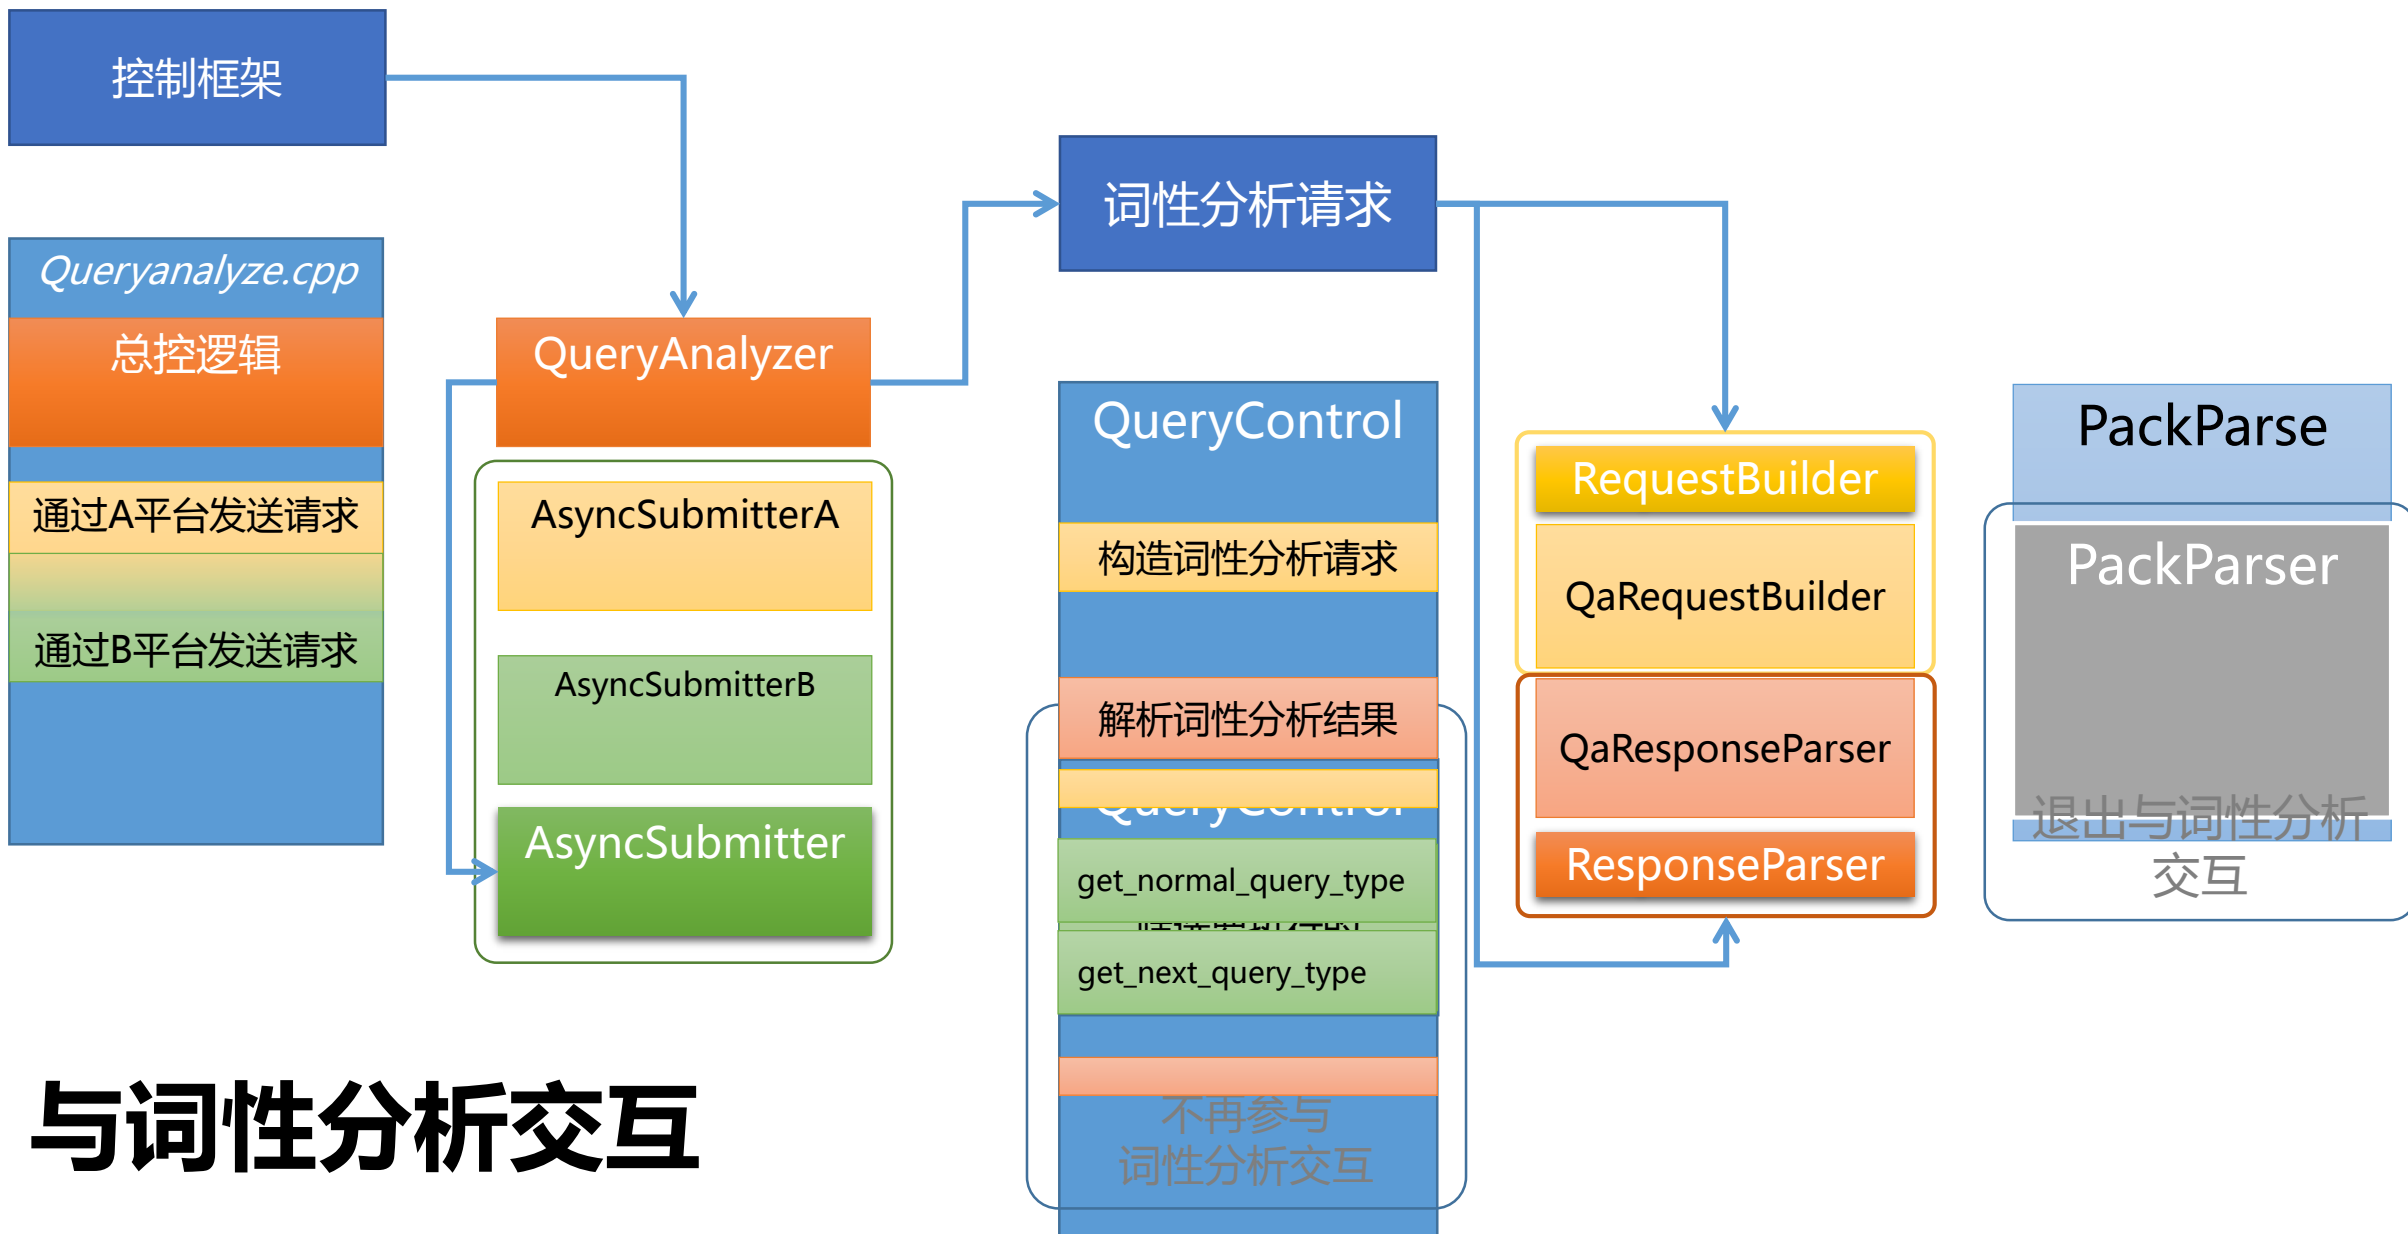 控制框架
词性分析请求
Queryanalyze.cpp
总控逻辑
通过A平台发送请求
通过B平台发送请求
QueryAnalyzer
AsyncSubmitterA
AsyncSubmitterB
AsyncSubmitter
QueryControl
构造词性分析请求
解析词性分析结果
QueryControl
get_normal_query_type
get_next_query_type
不再参与
词性分析交互
RequestBuilder
QaRequestBuilder
QaResponseParser
ResponseParser
PackParse
PackParser
退出与词性分析
交互
与词性分析交互